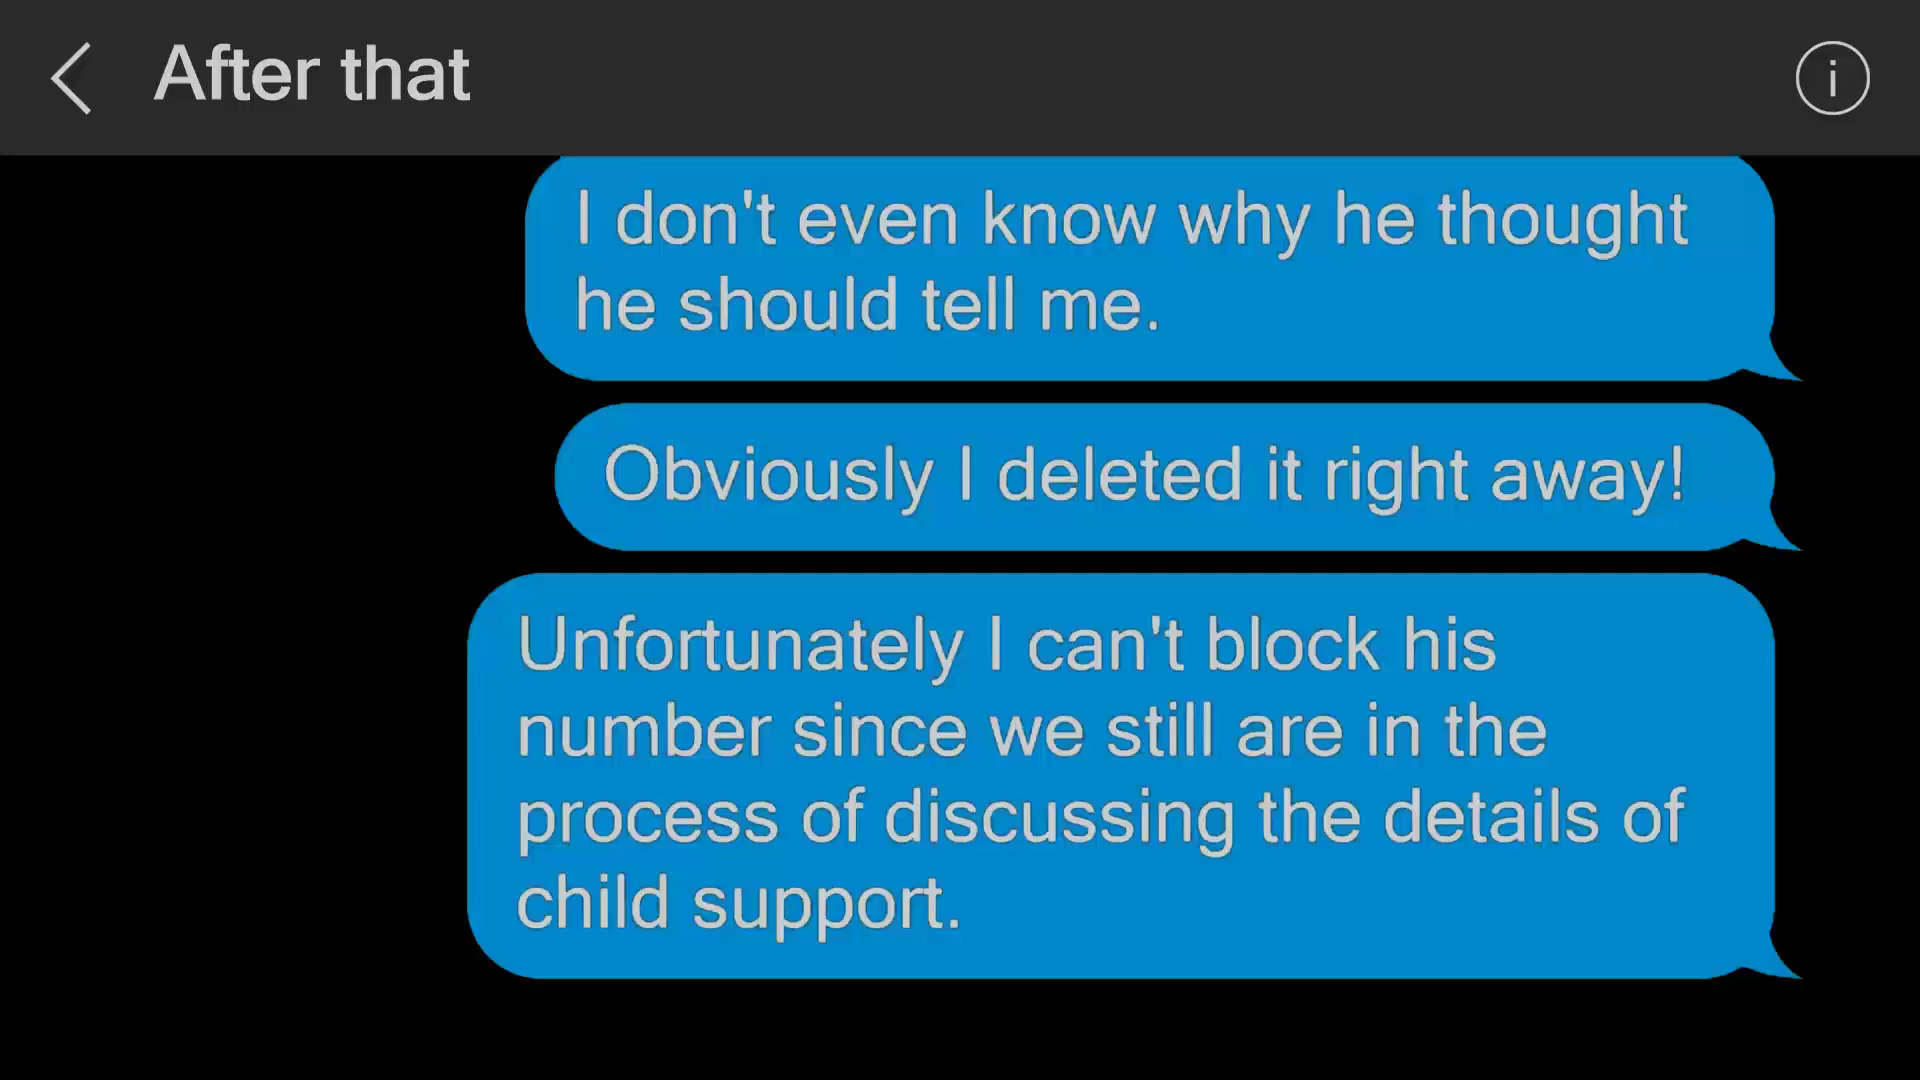 After that
i
I don't even know why he thought
he should tell me.
Obviously I deleted it right away!
Unfortunately I can't block his
number since we still are in the
process of discussing the details of
child support.